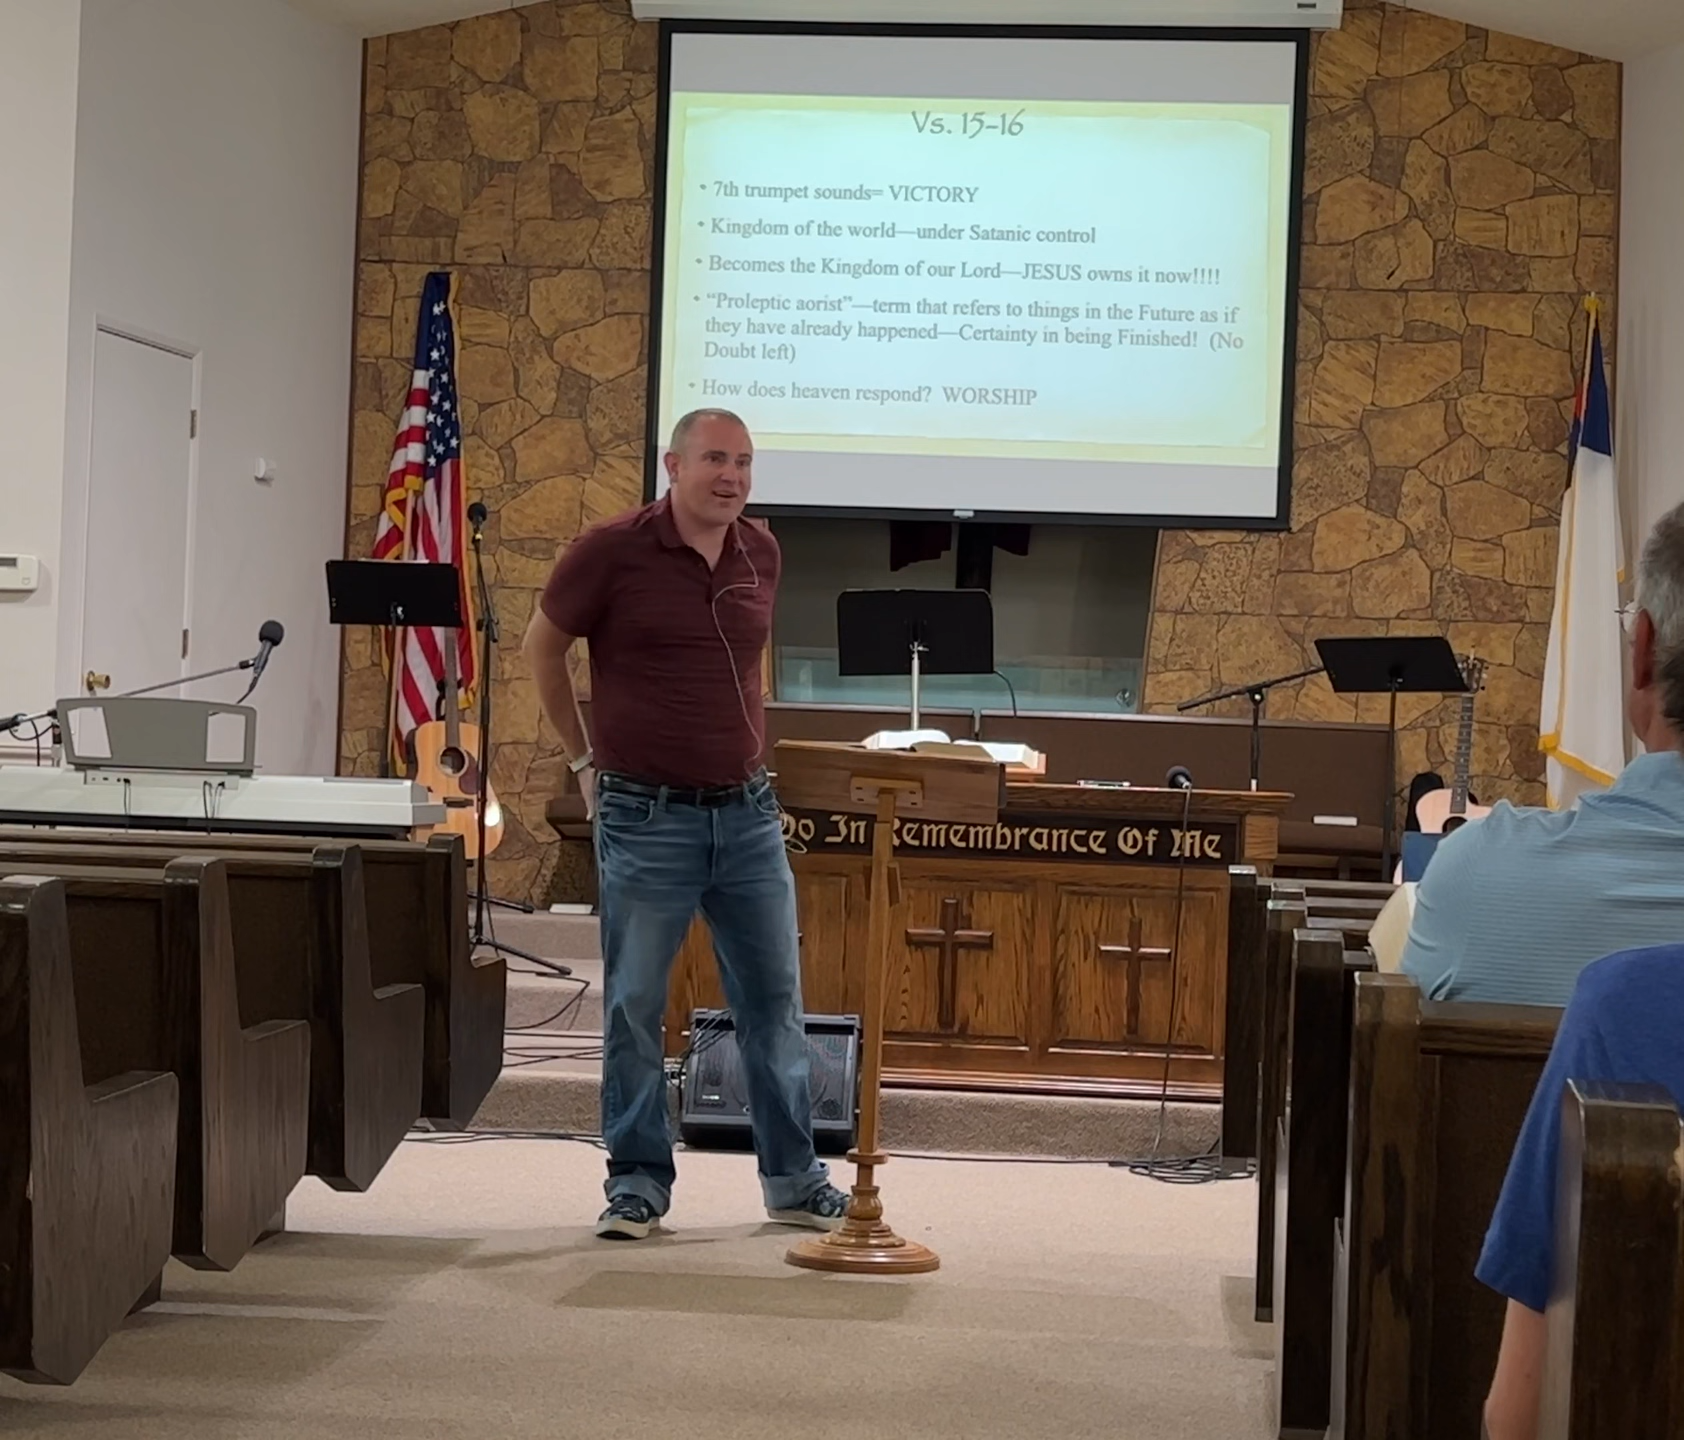 Vs. 15-16
• 7th trumpet sounds= VICTORY
• Kingdom of the world—under Satanic control
• Becomes the Kingdom of our Lord—JESUS owns it now!!!!
• “Proleptic aorist”—term that refers to things in the Future as if
they have already happened—Certainty in being Finished! (No
Doubt left)
• How does heaven respond? WORSHIP
Do In Remembrance Of Me